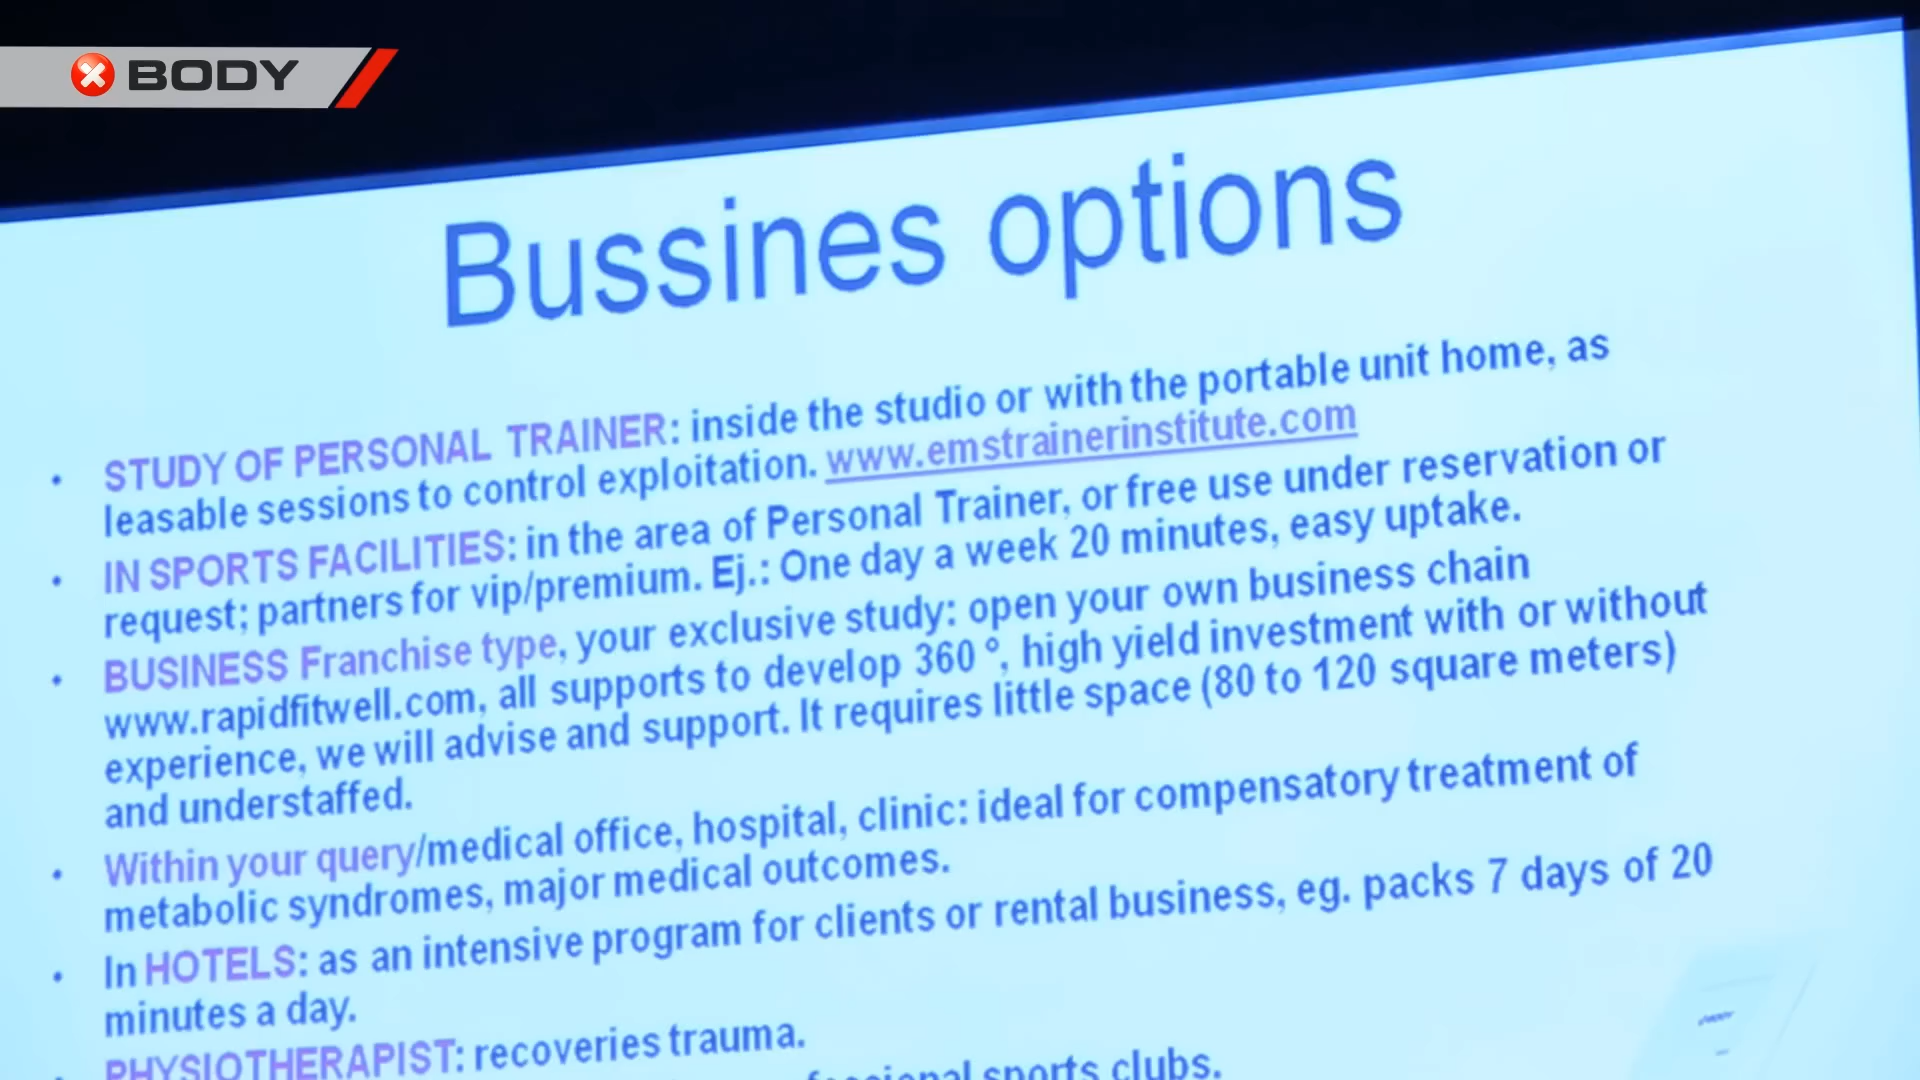 BODY
Bussines options
• STUDY OF PERSONAL TRAINER: inside the studio or with the portable unit home, as
leasable sessions to control exploitation. www.emstrainerinstitute.com
• IN SPORTS FACILITIES: in the area of Personal Trainer, or free use under reservation or
request; partners for vip/premium. Ej.: One day a week 20 minutes, easy uptake.
• BUSINESS Franchise type, your exclusive study: open your own business chain
www.rapidfitwell.com, all supports to develop 360 º, high yield investment with or without
experience, we will advise and support. It requires little space (80 to 120 square meters)
and understaffed.
• Within your query/medical office, hospital, clinic: ideal for compensatory treatment of
metabolic syndromes, major medical outcomes.
• In HOTELS: as an intensive program for clients or rental business, eg. packs 7 days of 20
minutes a day.
• PHYSIOTHERAPIST: recoveries trauma.
sports clubs.